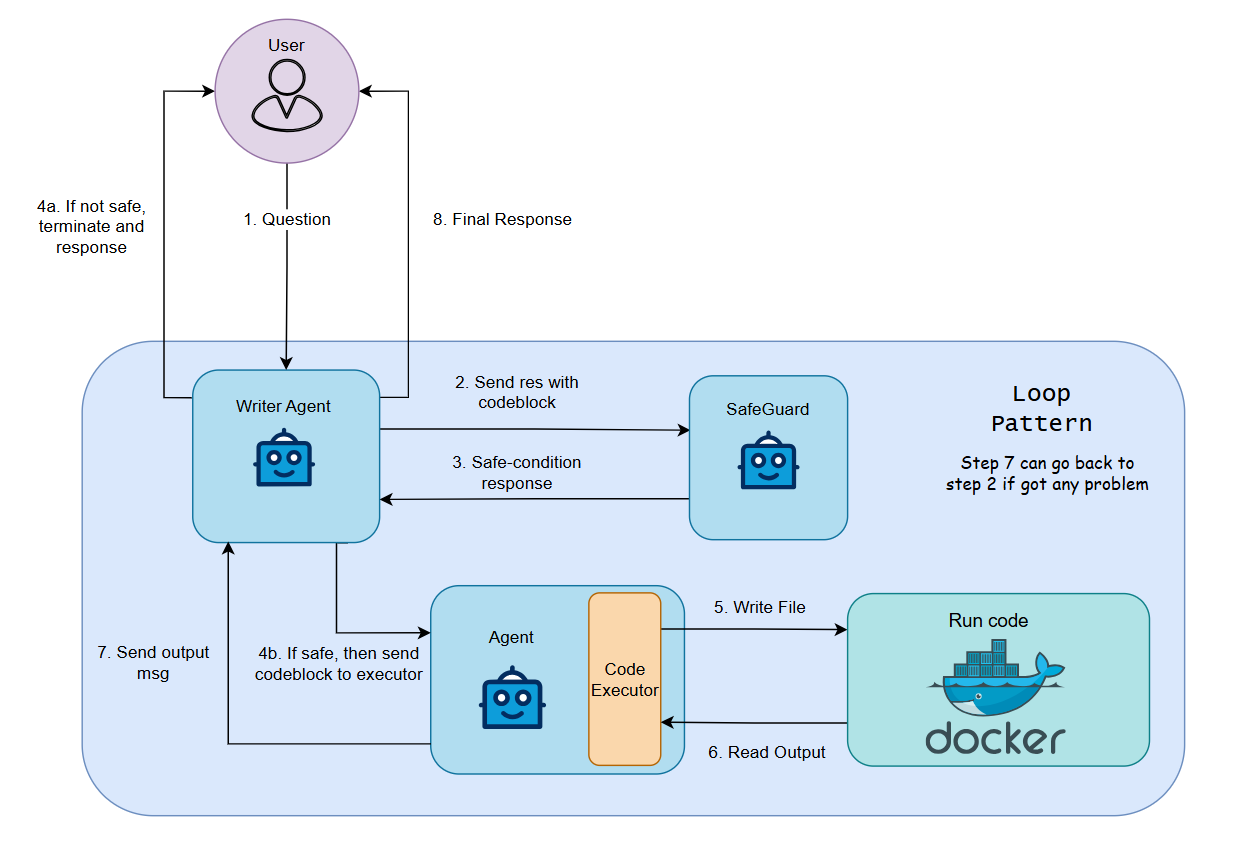 User
4a. If not safe,
terminate and
response
1. Question
8. Final Response
Writer Agent
2. Send res with
codeblock
3. Safe-condition
response
SafeGuard
Loop
Pattern
Step 7 can go back to
step 2 if got any problem
7. Send output
msg
4b. If safe, then send
codeblock to executor
Agent
Code
Executor
5. Write File
6. Read Output
Run code
docker